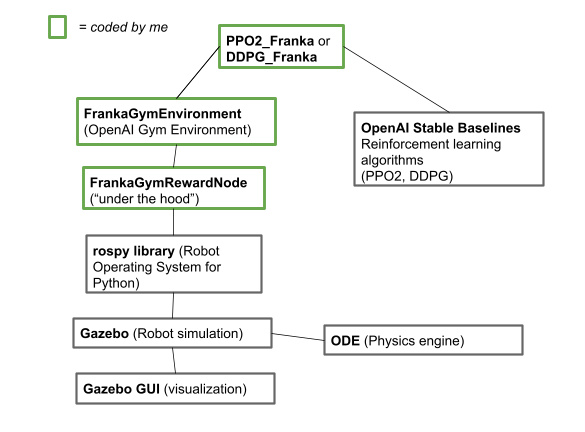 = coded by me
PPO2_Franka or
DDPG_Franka
FrankaGymEnvironment
(OpenAI Gym Environment)
OpenAI Stable Baselines
Reinforcement learning
algorithms
(PPO2, DDPG)
FrankaGymRewardNode
(“under the hood”)
rospy library (Robot
Operating System for
Python)
Gazebo (Robot simulation)
ODE (Physics engine)
Gazebo GUI (visualization)